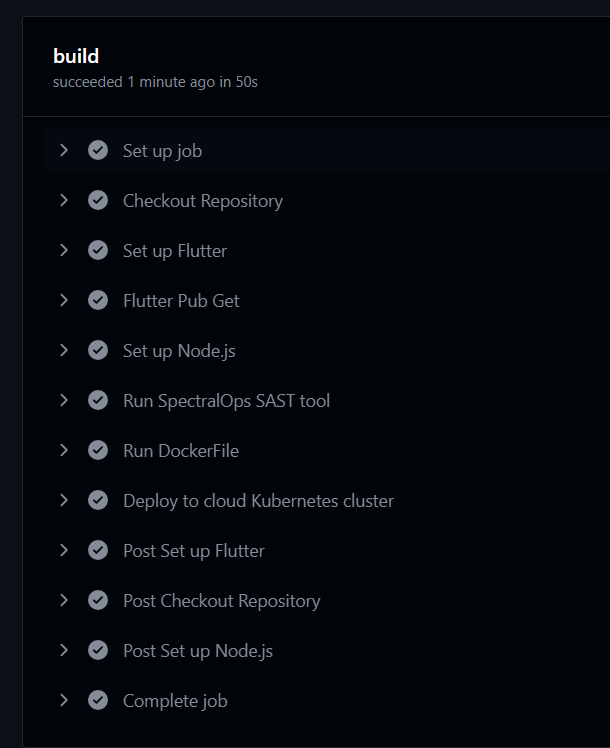 build
succeeded 1 minute ago in 50s
Set up job
Checkout Repository
Set up Flutter
Flutter Pub Get
Set up Node.js
Run SpectralOps SAST tool
Run DockerFile
Deploy to cloud Kubernetes cluster
Post Set up Flutter
Post Checkout Repository
Post Set up Node.js
Complete job